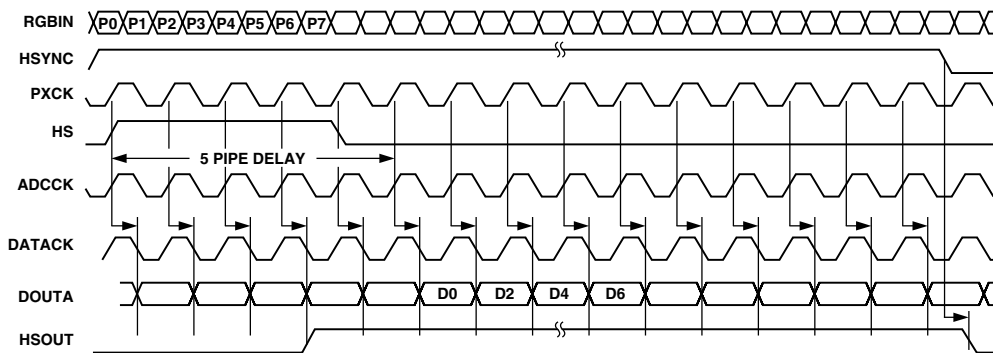 RGBIN P0 P1 P2 P3 P4 P5 P6 P7
HSYNC
PXCK
HS
5 PIPE DELAY
ADCCK
DATACK
DOUTA D0 D2 D4 D6
HSOUT